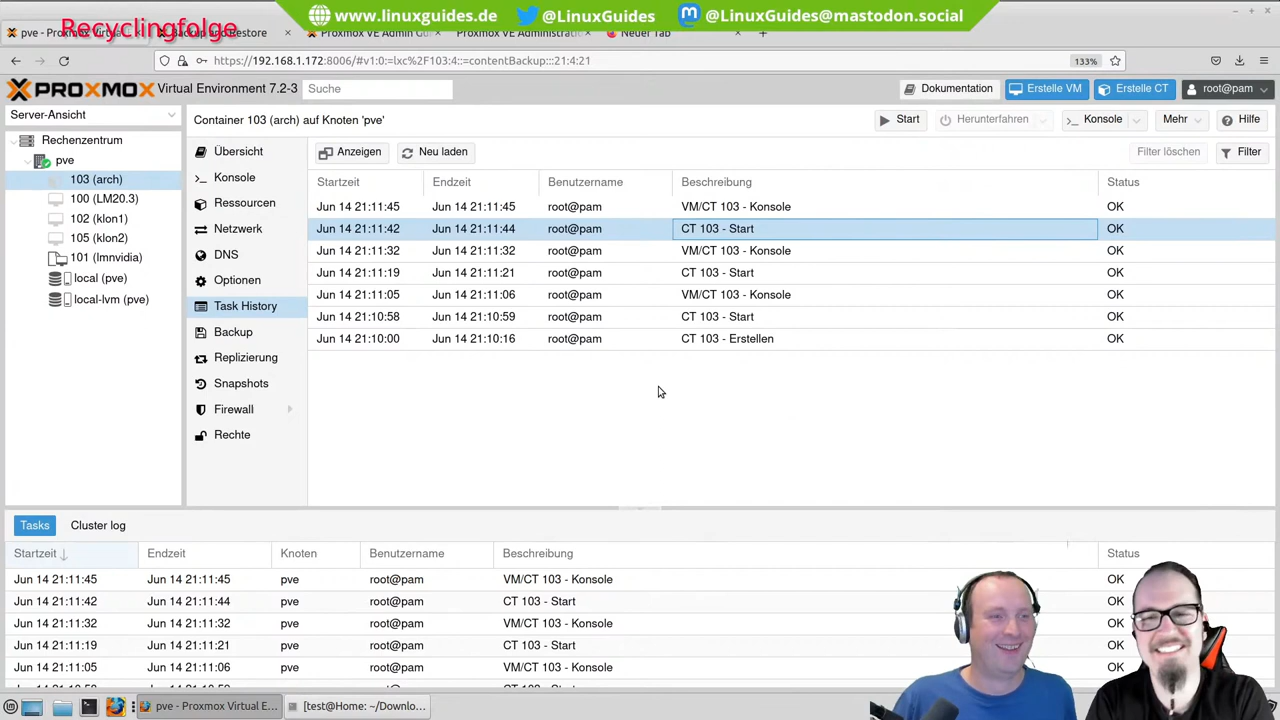 www.linuxguides.de @LinuxGuides @LinuxGuides@mastodon.social
Recyclingfolge
pve - Proxmox Virtual Backup and Restore Proxmox VE Admin Gu Proxmox VE Administrad Neuer Tab
https://192.168.1.172:8006/#v1:0:=lxc%2F103:4::=contentBackup:::21:4:21 133%
PROXMOX Virtual Environment 7.2-3 Suche Dokumentation Erstelle VM Erstelle CT root@pam
Server-Ansicht
Container 103 (arch) auf Knoten 'pve' Start Herunterfahren Konsole Mehr Hilfe
Rechenzentrum
pve
103 (arch)
100 (LM20.3)
102 (klon1)
105 (klon2)
101 (lmnvidia)
local (pve)
local-lvm (pve)
Übersicht
Konsole
Ressourcen
Netzwerk
DNS
Optionen
Task History
Backup
Replizierung
Snapshots
Firewall
Rechte
Anzeigen Neu laden Filter löschen Filter
Startzeit Endzeit Benutzername Beschreibung Status
Jun 14 21:11:45 Jun 14 21:11:45 root@pam VM/CT 103 - Konsole OK
Jun 14 21:11:42 Jun 14 21:11:44 root@pam CT 103 - Start OK
Jun 14 21:11:32 Jun 14 21:11:32 root@pam VM/CT 103 - Konsole OK
Jun 14 21:11:19 Jun 14 21:11:21 root@pam CT 103 - Start OK
Jun 14 21:11:05 Jun 14 21:11:06 root@pam VM/CT 103 - Konsole OK
Jun 14 21:10:58 Jun 14 21:10:59 root@pam CT 103 - Start OK
Jun 14 21:10:00 Jun 14 21:10:16 root@pam CT 103 - Erstellen OK
Tasks Cluster log
Startzeit Endzeit Knoten Benutzername Beschreibung Status
Jun 14 21:11:45 Jun 14 21:11:45 pve root@pam VM/CT 103 - Konsole OK
Jun 14 21:11:42 Jun 14 21:11:44 pve root@pam CT 103 - Start OK
Jun 14 21:11:32 Jun 14 21:11:32 pve root@pam VM/CT 103 - Konsole OK
Jun 14 21:11:19 Jun 14 21:11:21 pve root@pam CT 103 - Start OK
Jun 14 21:11:05 Jun 14 21:11:06 pve root@pam VM/CT 103 - Konsole OK
pve - Proxmox Virtual E... [test@Home: ~/Downlo...